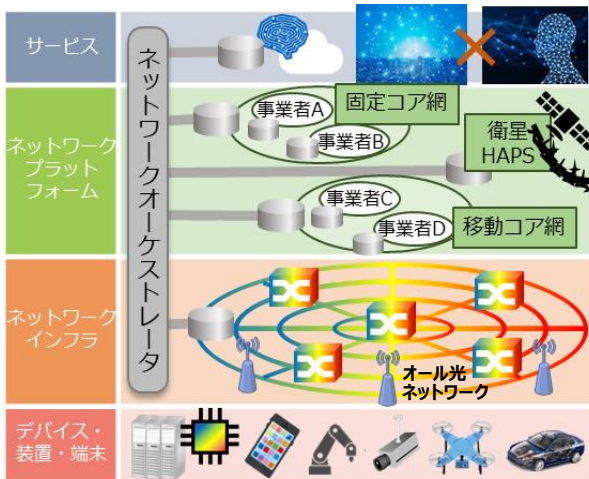 サービス
ネットワークオーケストレータ
ネットワーク
プラット
フォーム
事業者A
固定コア網
事業者B
衛星
HAPS
事業者C
事業者D
移動コア網
ネットワーク
インフラ
オール光
ネットワーク
デバイス・
装置・端末